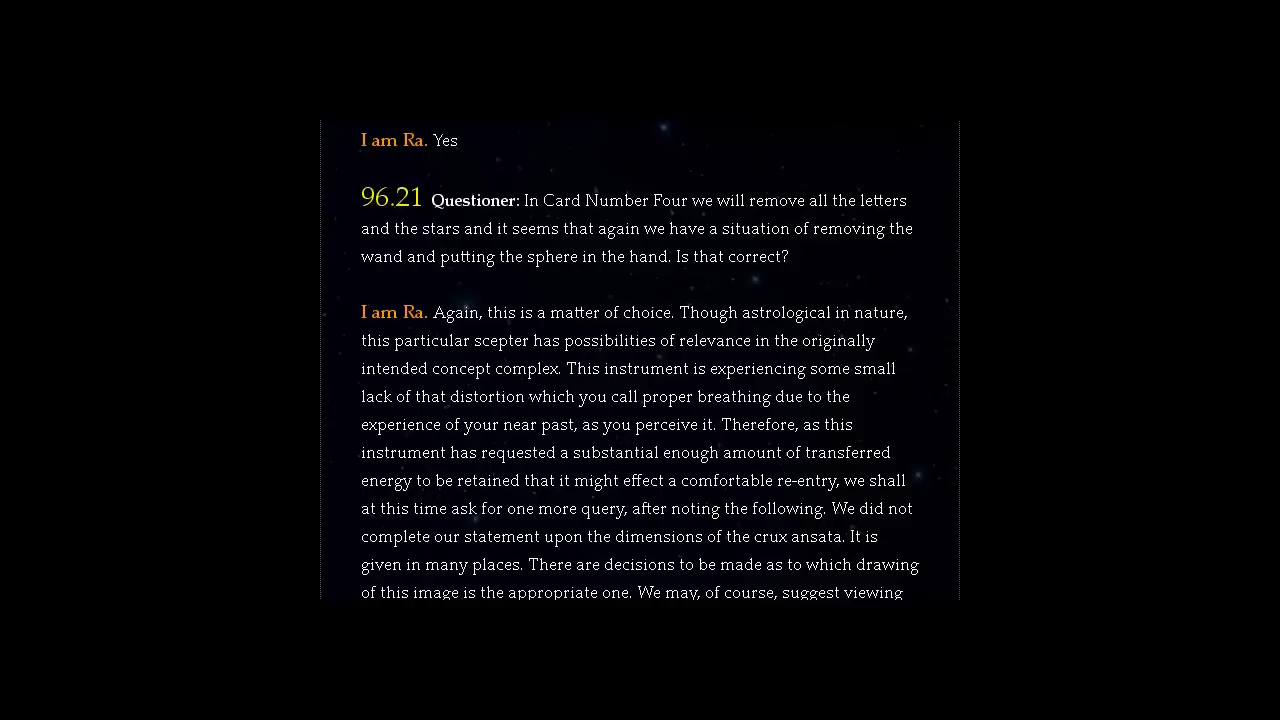 I am Ra. Yes
96.21 Questioner: In Card Number Four we will remove all the letters
and the stars and it seems that again we have a situation of removing the
wand and putting the sphere in the hand. Is that correct?
I am Ra. Again, this is a matter of choice. Though astrological in nature,
this particular scepter has possibilities of relevance in the originally
intended concept complex. This instrument is experiencing some small
lack of that distortion which you call proper breathing due to the
experience of your near past, as you perceive it. Therefore, as this
instrument has requested a substantial enough amount of transferred
energy to be retained that it might effect a comfortable re-entry, we shall
at this time ask for one more query, after noting the following. We did not
complete our statement upon the dimensions of the crux ansata. It is
given in many places. There are decisions to be made as to which drawing
of this image is the appropriate one. We may, of course, suggest viewing